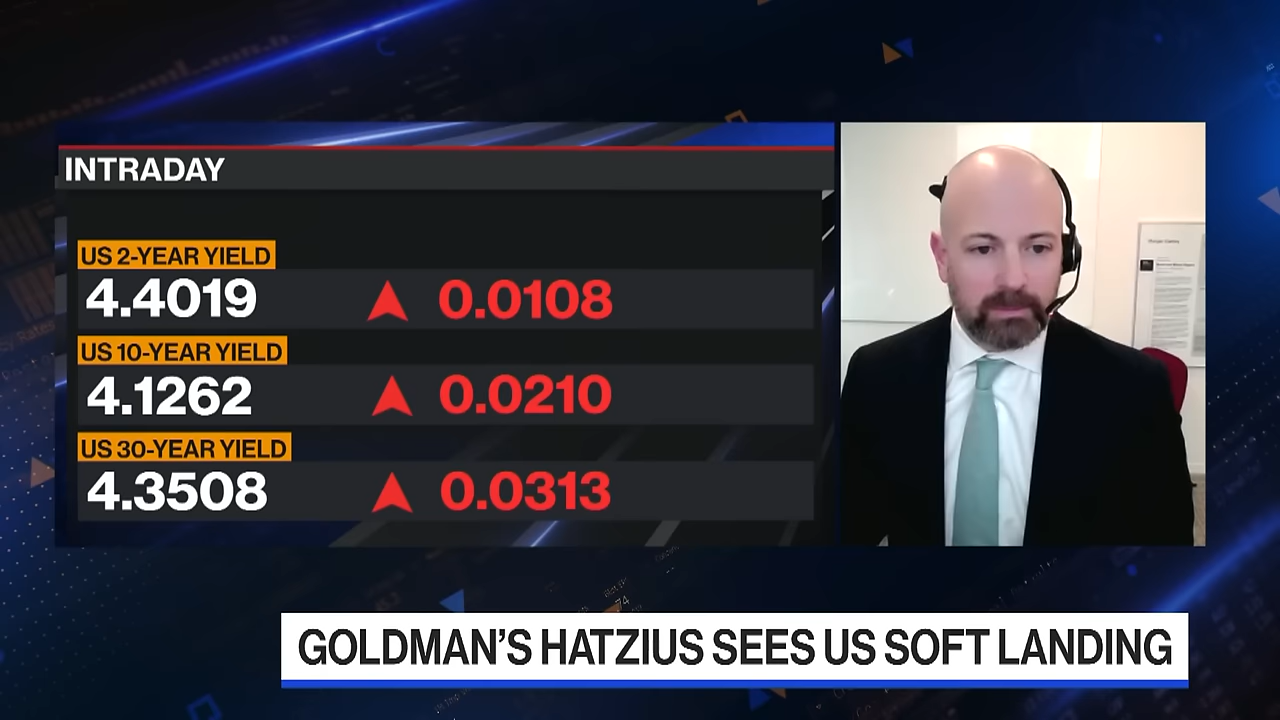 INTRADAY
US 2-YEAR YIELD
4.4019 ▲ 0.0108
US 10-YEAR YIELD
4.1262 ▲ 0.0210
US 30-YEAR YIELD
4.3508 ▲ 0.0313
GOLDMAN'S HATZIUS SEES US SOFT LANDING